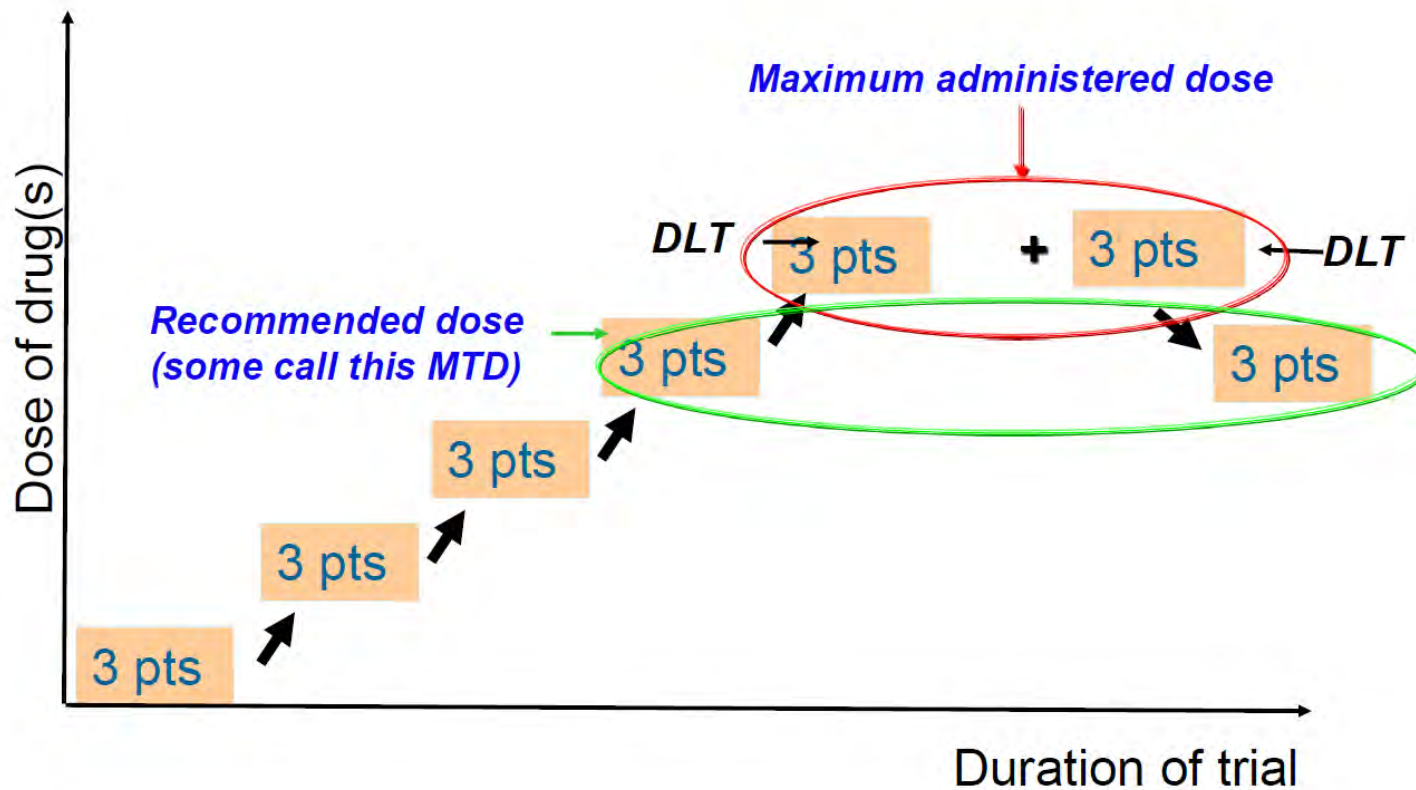 Maximum administered dose
DLT
3 pts
+
3 pts
DLT
Recommended dose
(some call this MTD)
3 pts
3 pts
3 pts
3 pts
3 pts
Dose of drug(s)
Duration of trial